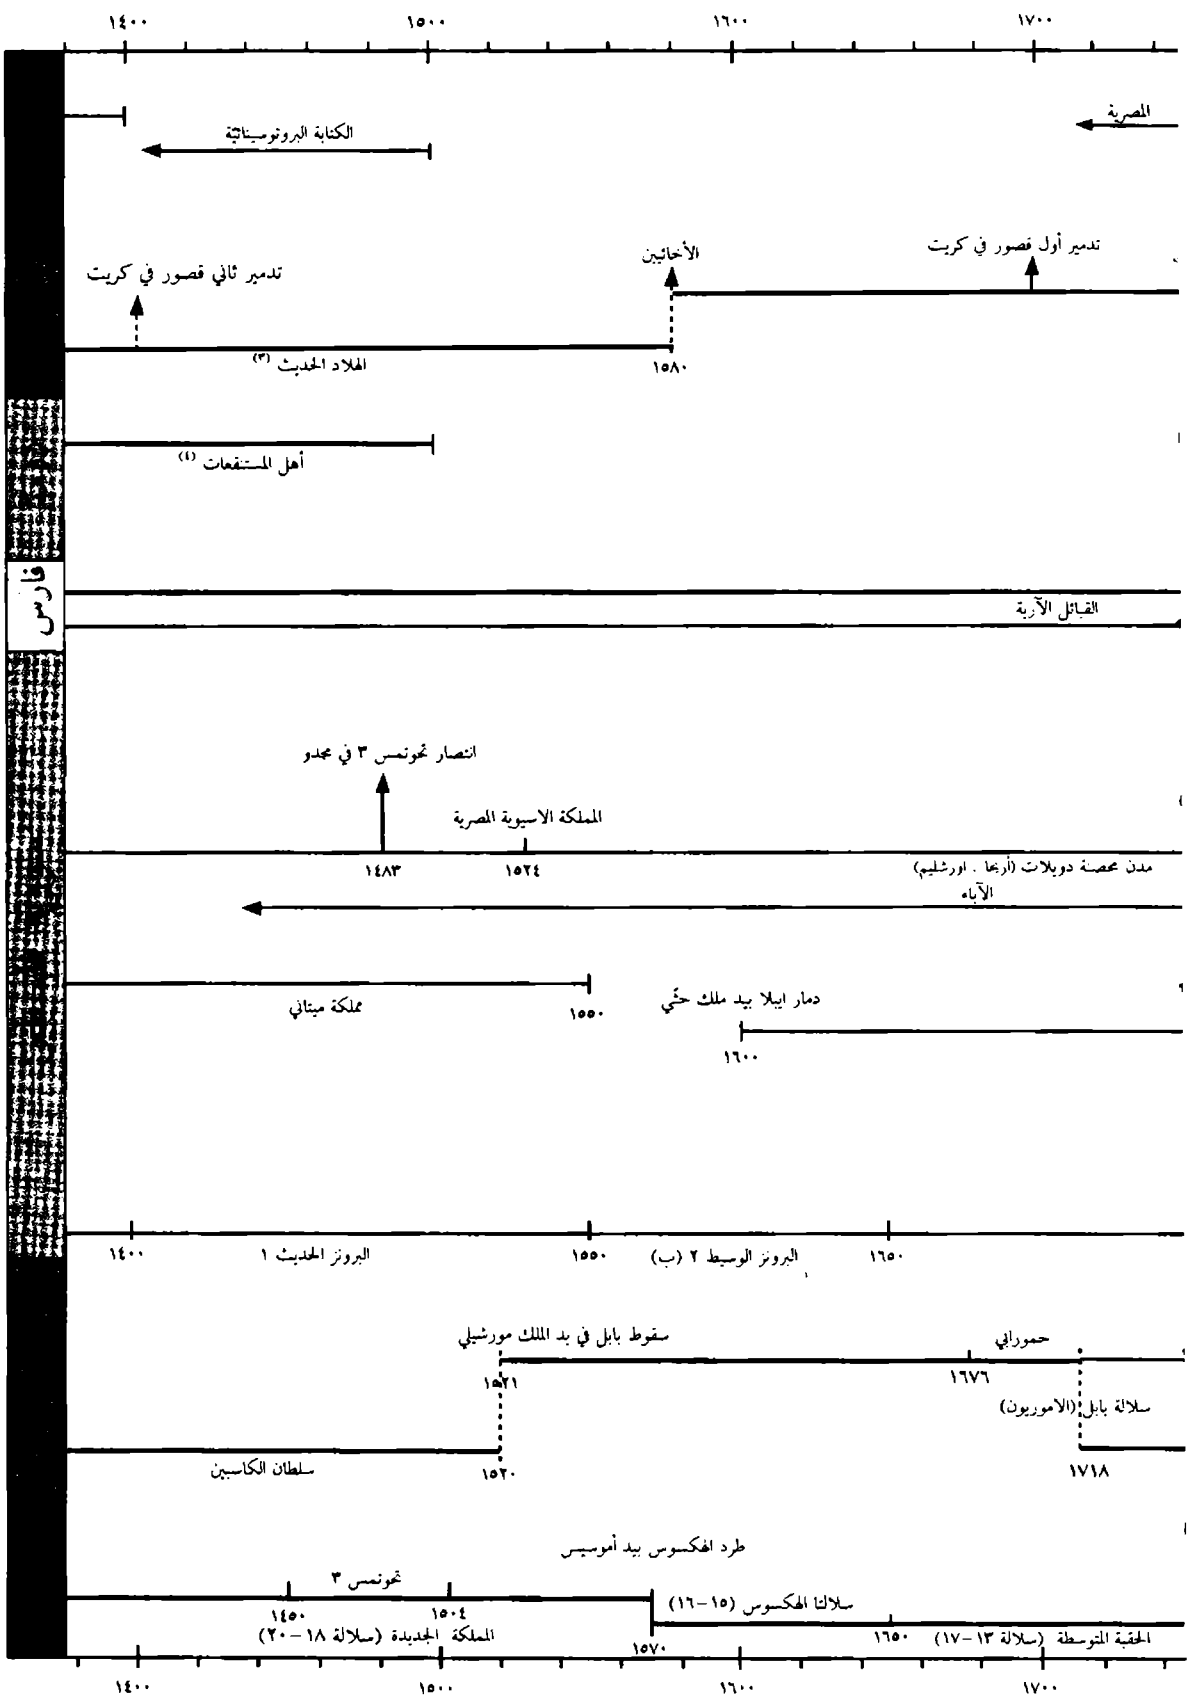 ١٧٠٠ ١٦٠٠ ١٥٠٠ ١٤٠٠
المصرية
الكتابة البروتوسينائيّة
تدمير أول قصور في كريت
الأخائيين
تدمير ثاني قصور في كريت
١٥٨٠
الهلاد الحديث (٣)
أهل المستنقعات (٤)
فارس
القبائل الآرية
انتصار تحوتمس ٣ في مجدو
المملكة الاسيوية المصرية
مدن محصنة دويلات (أريحا . اورشليم)
١٥٢٤ ١٤٨٣
الآباء
دمار ايبلا بيد ملك حثّي
مملكة ميتاني
١٥٥٠
١٦٠٠
١٦٥٠ البرونز الوسيط ٢ (ب) ١٥٥٠ البرونز الحديث ١ ١٤٠٠
حمورابي
سقوط بابل في يد الملك مورشيلي
١٦٧٦
١٥٢١
سلالة بابل (الاموريون)
١٧١٨
١٥٢٠
سلطان الكاسيين
طرد الهكسوس بيد أموسيس
تحوتمس ٣
سلالتا الهكسوس (١٥-١٦)
١٥٠٤ ١٤٥٠
الحقبة المتوسطة (سلالة ١٣-١٧) ١٦٥٠
المملكة الجديدة (سلالة ١٨-٢٠)
١٥٧٠
١٧٠٠ ١٦٠٠ ١٥٠٠ ١٤٠٠